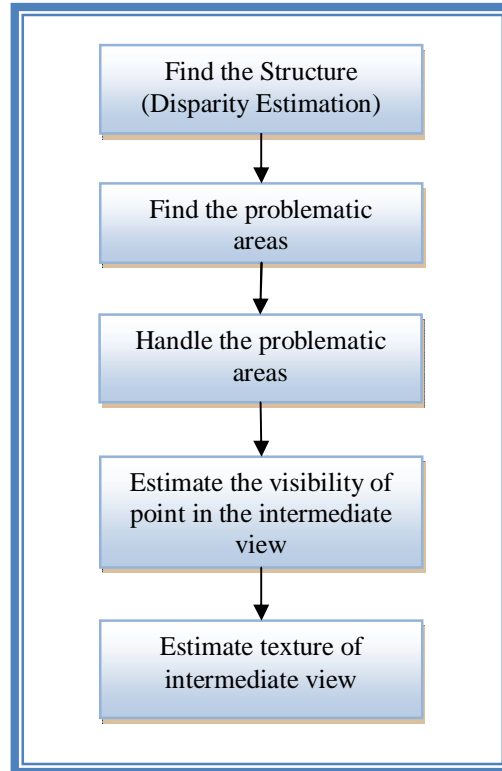 Find the Structure
(Disparity Estimation)
Find the problematic
areas
Handle the problematic
areas
Estimate the visibility of
point in the intermediate
view
Estimate texture of
intermediate view